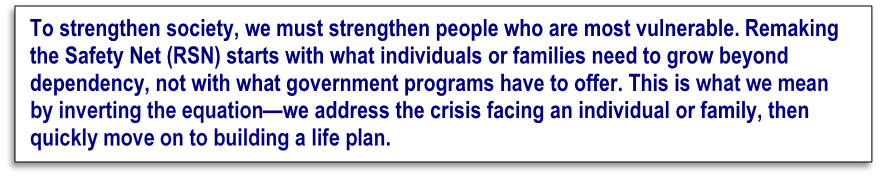 To strengthen society, we must strengthen people who are most vulnerable. Remaking
the Safety Net (RSN) starts with what individuals or families need to grow beyond
dependency, not with what government programs have to offer. This is what we mean
by inverting the equation—we address the crisis facing an individual or family, then
quickly move on to building a life plan.